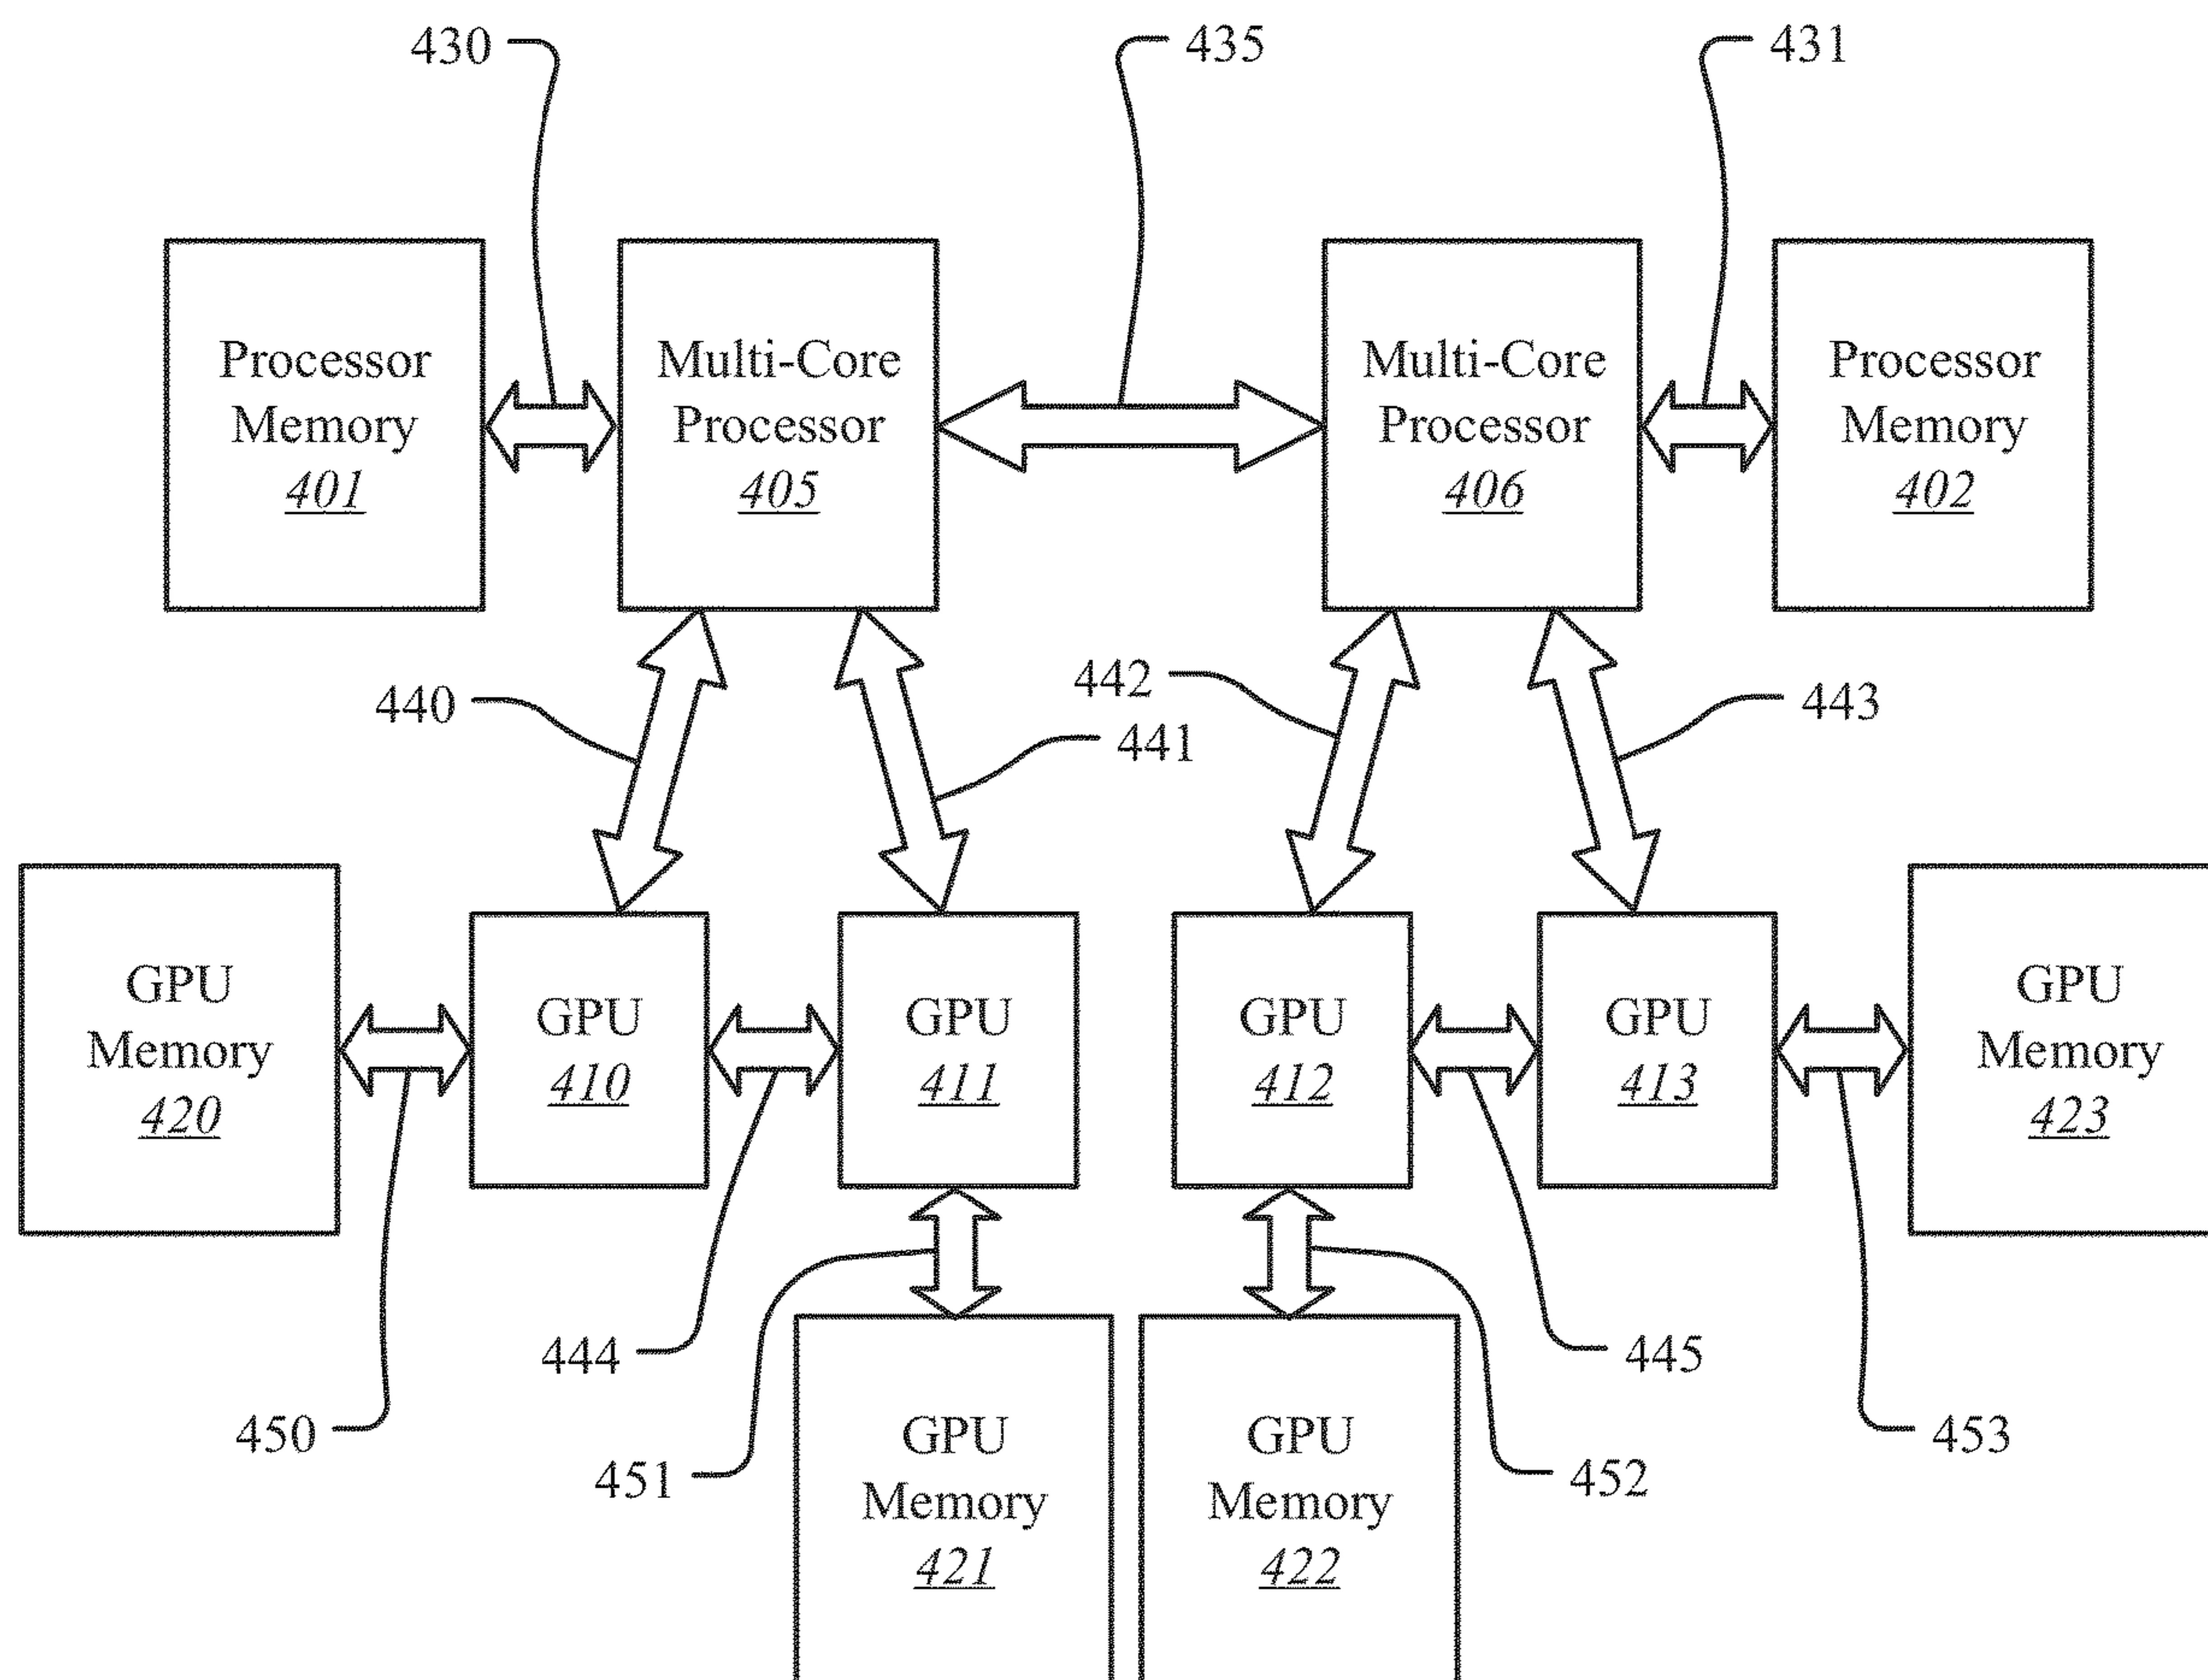 430
435
431
Processor
Memory
401
Multi-Core
Processor
405
Multi-Core
Processor
406
Processor
Memory
402
440
441
442
443
GPU
Memory
420
GPU
410
GPU
411
GPU
412
GPU
413
GPU
Memory
423
444
445
450
451
452
453
GPU
Memory
421
GPU
Memory
422